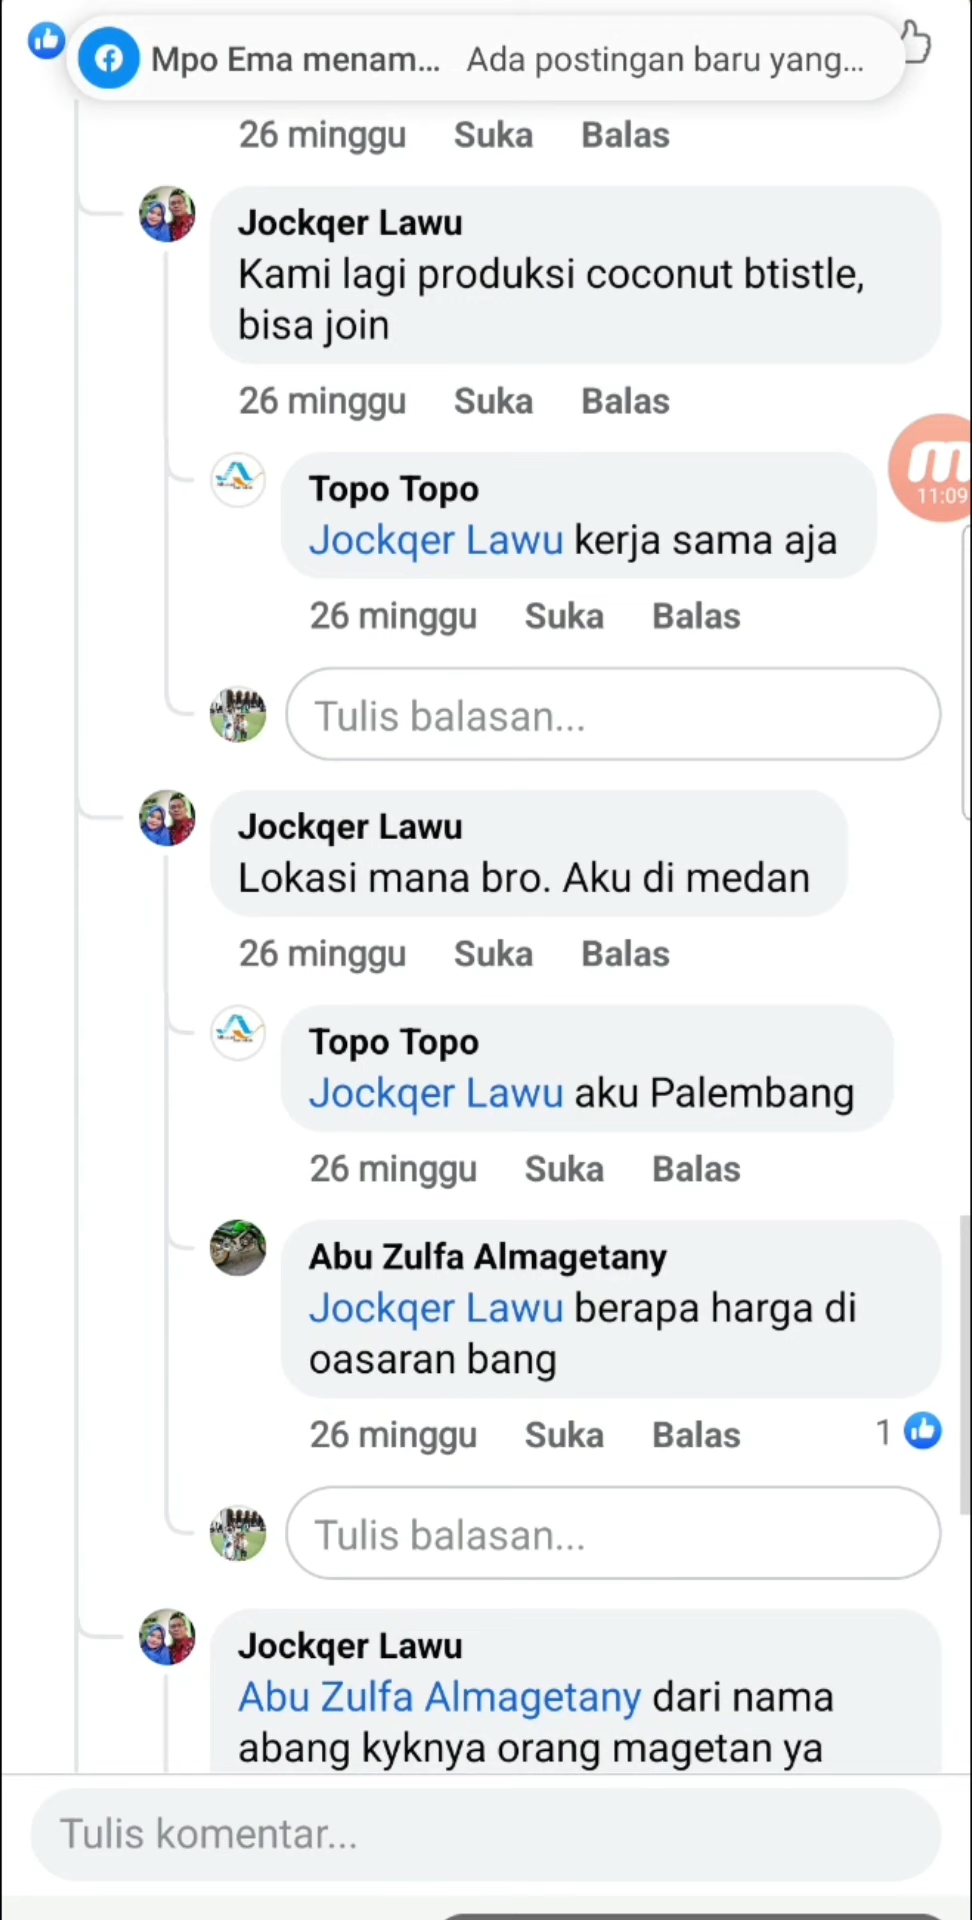 Mpo Ema menam... Ada postingan baru yang...
26 minggu Suka Balas
Jockqer Lawu
Kami lagi produksi coconut btistle,
bisa join
26 minggu Suka Balas
11:09
Topo Topo
Jockqer Lawu kerja sama aja
26 minggu Suka Balas
Tulis balasan...
Jockqer Lawu
Lokasi mana bro. Aku di medan
26 minggu Suka Balas
Topo Topo
Jockqer Lawu aku Palembang
26 minggu Suka Balas
Abu Zulfa Almagetany
Jockqer Lawu berapa harga di
oasaran bang
26 minggu Suka Balas 1
Tulis balasan...
Jockqer Lawu
Abu Zulfa Almagetany dari nama
abang kyknya orang magetan ya
Tulis komentar...